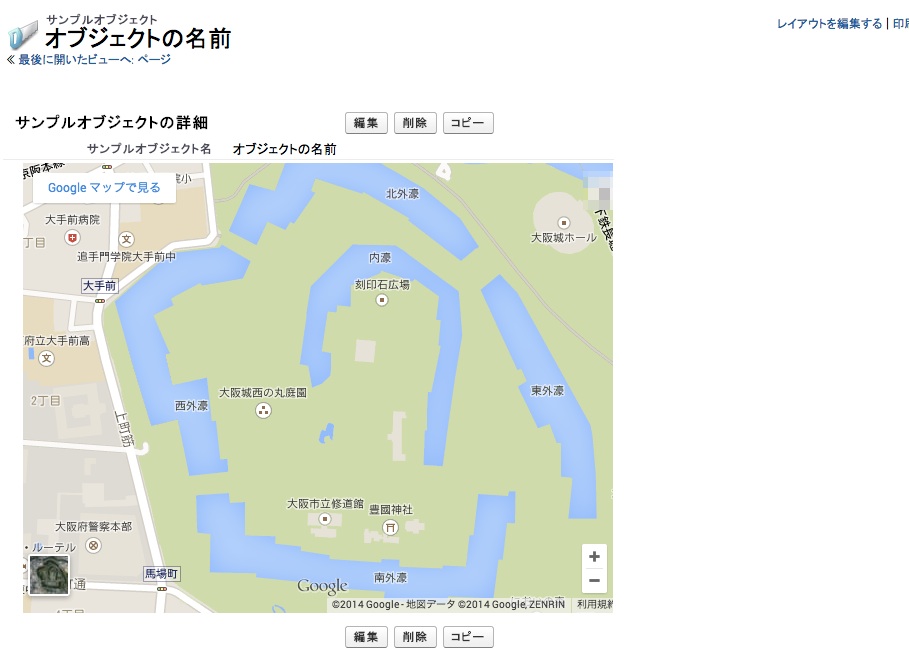 サンプルオブジェクト
オブジェクトの名前
レイアウトを編集する | 印
≪ 最後に開いたビューへ: ページ
サンプルオブジェクトの詳細
編集 削除 コピー
サンプルオブジェクト名 オブジェクトの名前
京阪本線
Google マップで見る
院小
北外濠
大手前病院
丁目
追手門学院大手前中
大阪城ホール
内濠
大手前
刻印石広場
府立大手前高
2丁目
大阪城西の丸庭園
西外濠
東外濠
上町筋
大阪市立修道館
豊國神社
大阪府警察本部
・ルーテル
馬場町
南外濠
通
Google
©2014 Google - 地図データ ©2014 Google, ZENRIN 利用規約
編集 削除 コピー